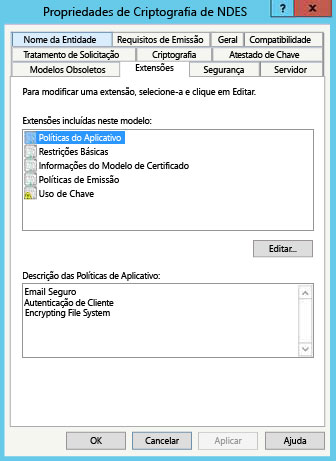 Propriedades de Criptografia de NDES
?
Nome da Entidade
Requisitos de Emissão
Geral
Compatibilidade
Tratamento de Solicitação
Criptografia
Atestado de Chave
Modelos Obsoletos
Extensões
Segurança
Servidor
Para modificar uma extensão, selecione-a e clique em Editar.
Extensões incluídas neste modelo:
Políticas do Aplicativo
Restrições Básicas
Informações do Modelo de Certificado
Políticas de Emissão
Uso de Chave
Editar...
Descrição das Políticas de Aplicativo:
Email Seguro
Autenticação de Cliente
Encrypting File System
OK
Cancelar
Aplicar
Ajuda